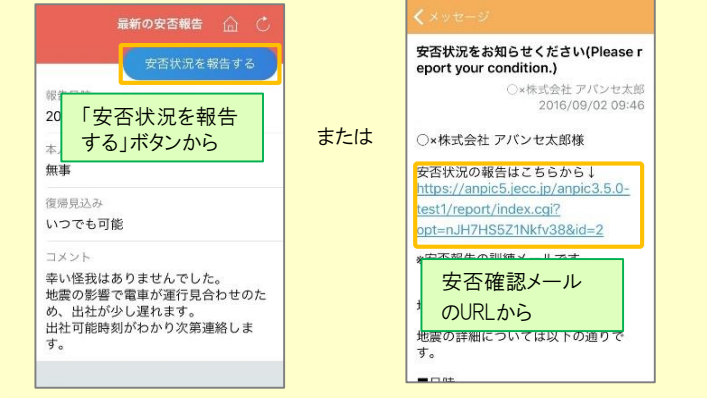 最新の安否報告
安否状況を報告する
「安否状況を報告
する」ボタンから
無事
復帰見込み
いつでも可能
コメント
幸い怪我はありませんでした。
地震の影響で電車が運行見合わせのた
め、出社が少し遅れます。
出社可能時刻がわかり次第連絡しま
す。
または
メッセージ
安否状況をお知らせください(Please r
eport your condition.)
○×株式会社 アバンセ太郎
2016/09/02 09:46
○×株式会社 アバンセ太郎様
安否状況の報告はこちらから↓
https://anpic5.jecc.jp/anpic3.5.0-
test1/report/index.cgi?
opt=nJH7HS5Z1Nkfv38&id=2
安否確認メール
のURLから
地震の詳細については以下の通りで
す。